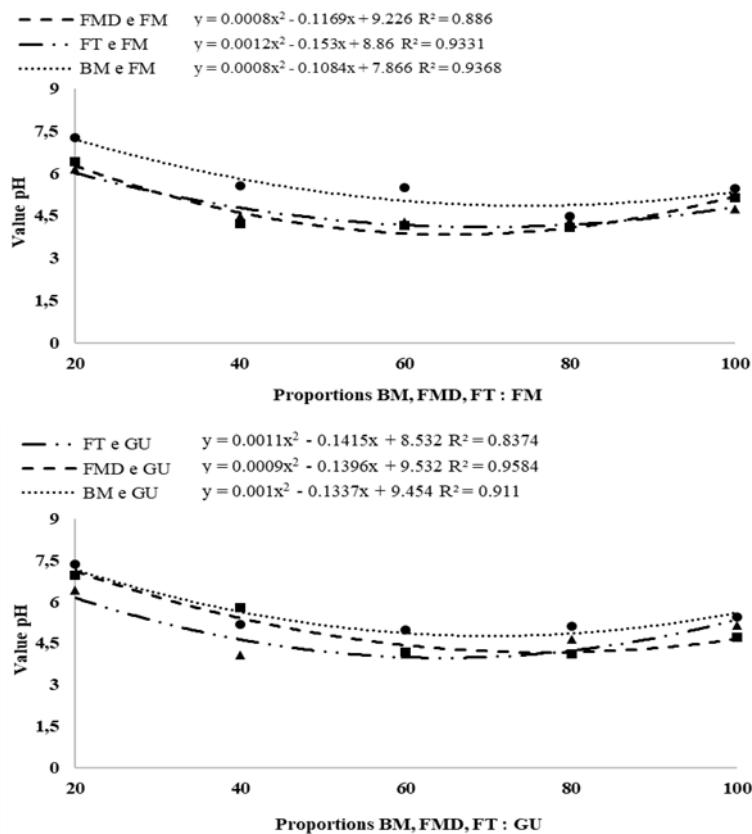 FMD e FM y = 0.0008x² - 0.1169x + 9.226 R² = 0.886
FT e FM y = 0.0012x² - 0.153x + 8.86 R² = 0.9331
BM e FM y = 0.0008x² - 0.1084x + 7.866 R² = 0.9368
9
7,5
6
4,5
3
1,5
0
Value pH
20 40 60 80 100
Proportions BM, FMD, FT : FM
FT e GU y = 0.0011x² - 0.1415x + 8.532 R² = 0.8374
FMD e GU y = 0.0009x² - 0.1396x + 9.532 R² = 0.9584
BM e GU y = 0.001x² - 0.1337x + 9.454 R² = 0.911
9
7,5
6
4,5
3
1,5
0
Value pH
20 40 60 80 100
Proportions BM, FMD, FT : GU